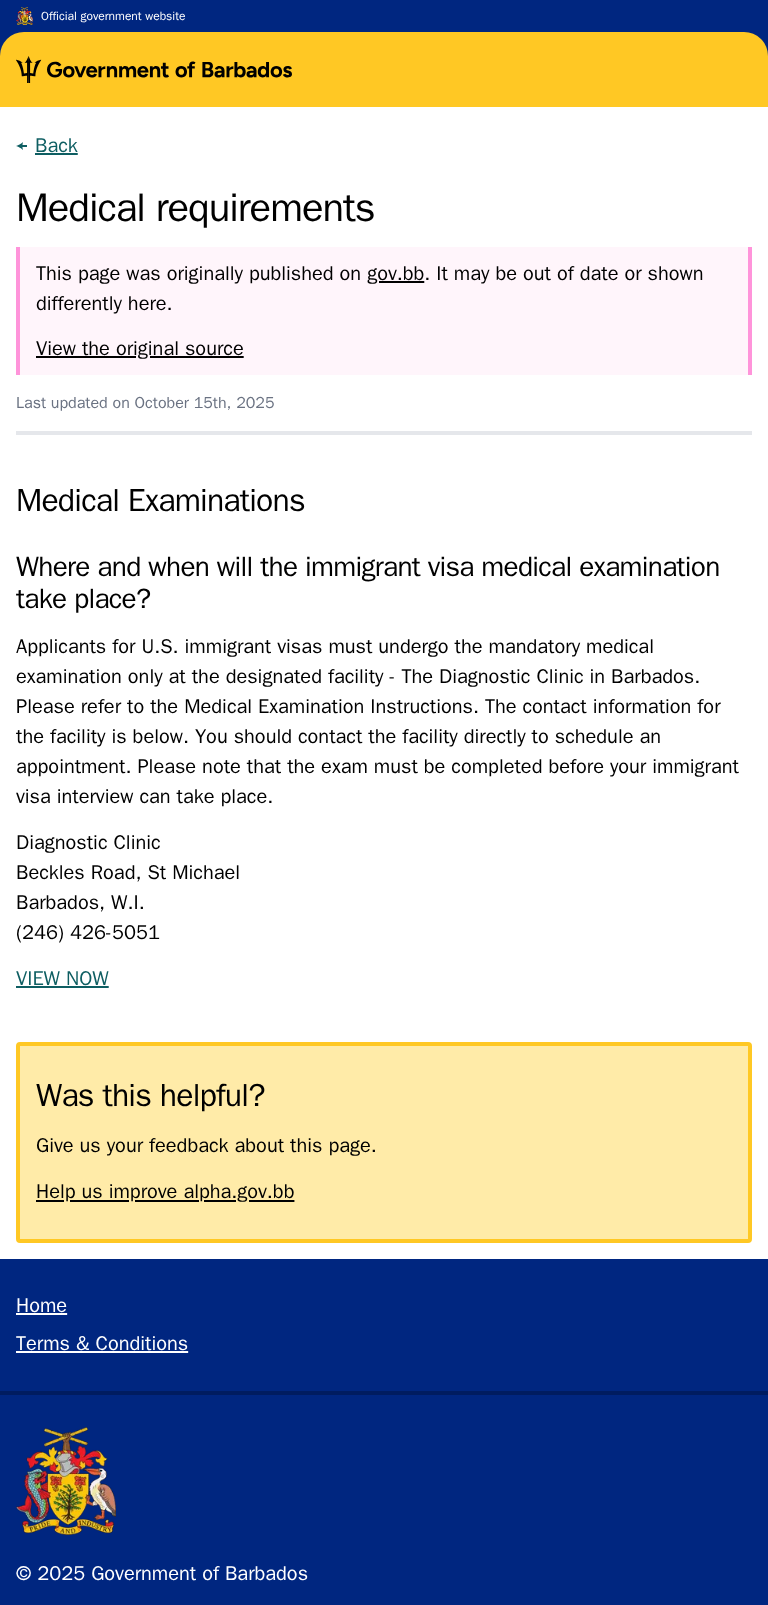 Official government website
Government of Barbados
Back
Medical requirements
This page was originally published on gov.bb. It may be out of date or shown
differently here.
View the original source
Last updated on October 15th, 2025
Medical Examinations
Where and when will the immigrant visa medical examination
take place?
Applicants for U.S. immigrant visas must undergo the mandatory medical
examination only at the designated facility - The Diagnostic Clinic in Barbados.
Please refer to the Medical Examination Instructions. The contact information for
the facility is below. You should contact the facility directly to schedule an
appointment. Please note that the exam must be completed before your immigrant
visa interview can take place.
Diagnostic Clinic
Beckles Road, St Michael
Barbados, W.I.
(246) 426-5051
VIEW NOW
Was this helpful?
Give us your feedback about this page.
Help us improve alpha.gov.bb
Home
Terms & Conditions
PRIDE AND INDUSTRY
© 2025 Government of Barbados